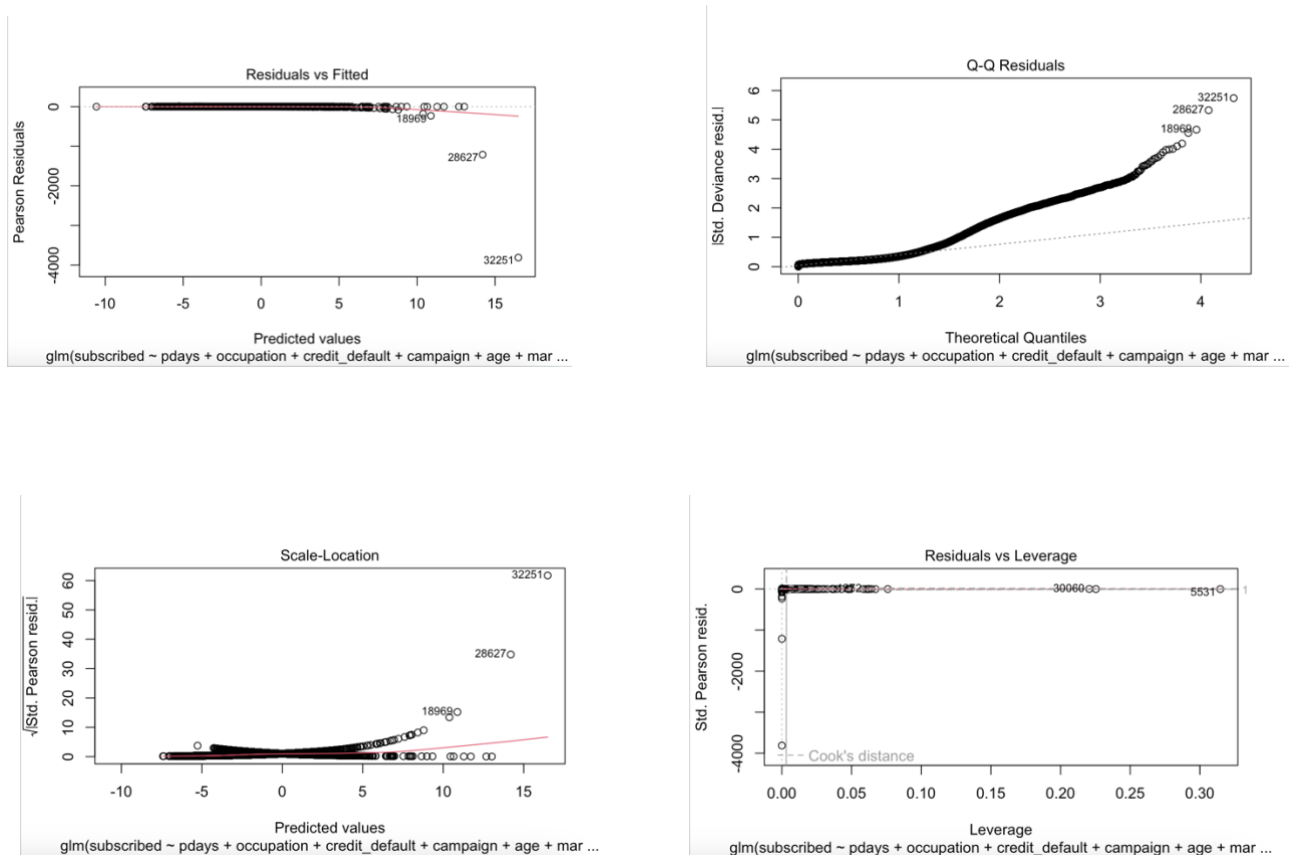 Residuals vs Fitted
Pearson Residuals
0
-2000
-4000
18969
28627
32251
-10 -5 0 5 10 15
Predicted values
glm(subscribed ~ pdays + occupation + credit_default + campaign + age + mar ...
Q-Q Residuals
|Std. Deviance resid.|
6
5
4
3
2
1
0
32251
28627
18969
0 1 2 3 4
Theoretical Quantiles
glm(subscribed ~ pdays + occupation + credit_default + campaign + age + mar ...
Scale-Location
√|Std. Pearson resid.|
60
50
40
30
20
10
0
32251
28627
18969
-10 -5 0 5 10 15
Predicted values
glm(subscribed ~ pdays + occupation + credit_default + campaign + age + mar ...
Residuals vs Leverage
Std. Pearson resid.
0
-2000
-4000
30060
5531
1
Cook's distance
0.00 0.05 0.10 0.15 0.20 0.25 0.30
Leverage
glm(subscribed ~ pdays + occupation + credit_default + campaign + age + mar ...